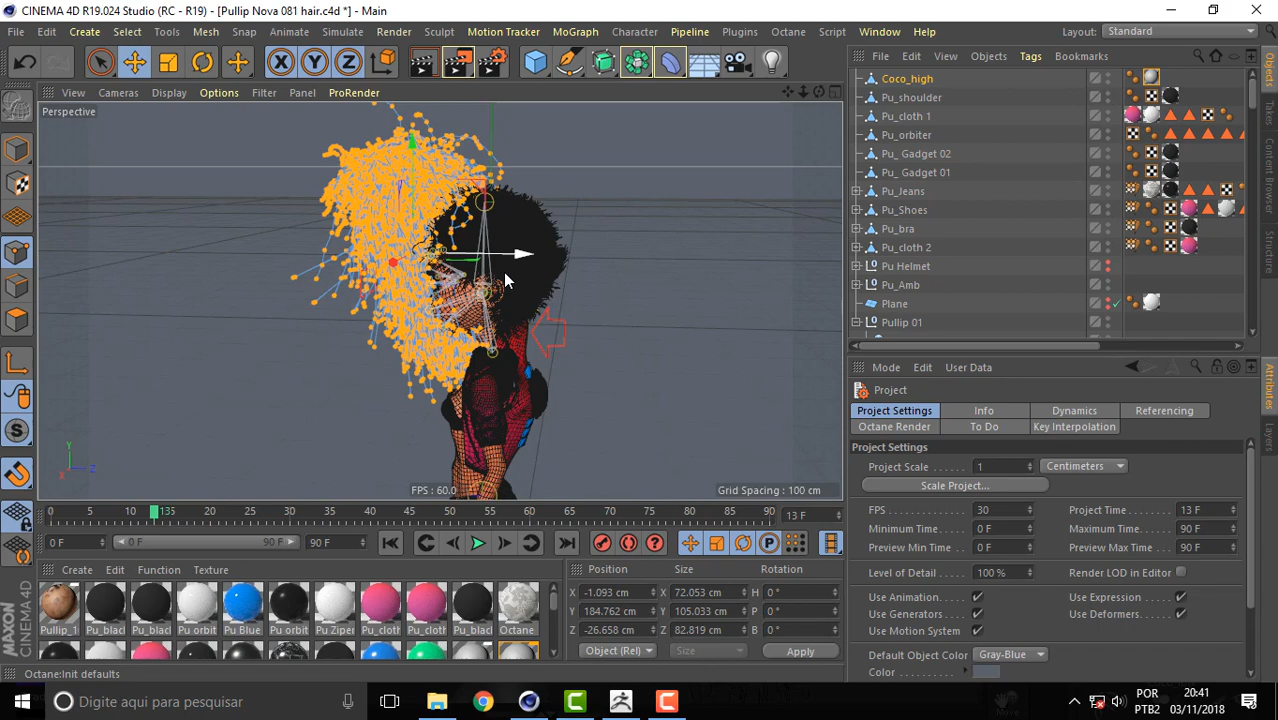 CINEMA 4D R19.024 Studio (RC - R19) - [Pullip Nova 081 hair.c4d *] - Main
File Edit Create Select Tools Mesh Snap Animate Simulate Render Sculpt Motion Tracker MoGraph Character Pipeline Plugins Octane Script Window Help Layout: Standard
X Y Z
File Edit View Objects Tags Bookmarks
View Cameras Display Options Filter Panel ProRender
Perspective
Coco_high
Pu_shoulder
Pu_cloth 1
Pu_orbiter
Pu_ Gadget 02
Pu_ Gadget 01
Pu_Jeans
Pu_Shoes
Pu_bra
Pu_cloth 2
Pu Helmet
Pu_Amb
Plane
Pullip 01
Objects
Takes
Content Browser
Structure
Mode Edit User Data
Project
Project Settings Info Dynamics Referencing
Octane Render To Do Key Interpolation
Project Settings
Project Scale 1 Centimeters
Scale Project...
FPS 30 Project Time 13 F
Minimum Time 0 F Maximum Time 90 F
Preview Min Time 0 F Preview Max Time 90 F
Level of Detail 100 % Render LOD in Editor
Use Animation Use Expression
Use Generators Use Deformers
Use Motion System
Default Object Color Gray-Blue
Color
Attributes
Layers
Y
X
Z
FPS : 60.0 Grid Spacing : 100 cm
0 5 10 135 20 25 30 35 40 45 50 55 60 65 70 75 80 85 90 13 F
0 F 0 F 90 F 90 F
Create Edit Function Texture
Pullip_1 Pu_blac Pu_blac Pu orbit Pu Blue Pu orbit Pu Ziper Pu_clot Pu_clot Pu_blac Octane
Position Size Rotation
X -1.093 cm X 72.053 cm H 0 °
Y 184.762 cm Y 105.033 cm P 0 °
Z -26.658 cm Z 82.819 cm B 0 °
Object (Rel) Size Apply
MAXON CINEMA 4D
Octane:Init defaults
Digite aqui para pesquisar
POR
PTB2
20:41
03/11/2018